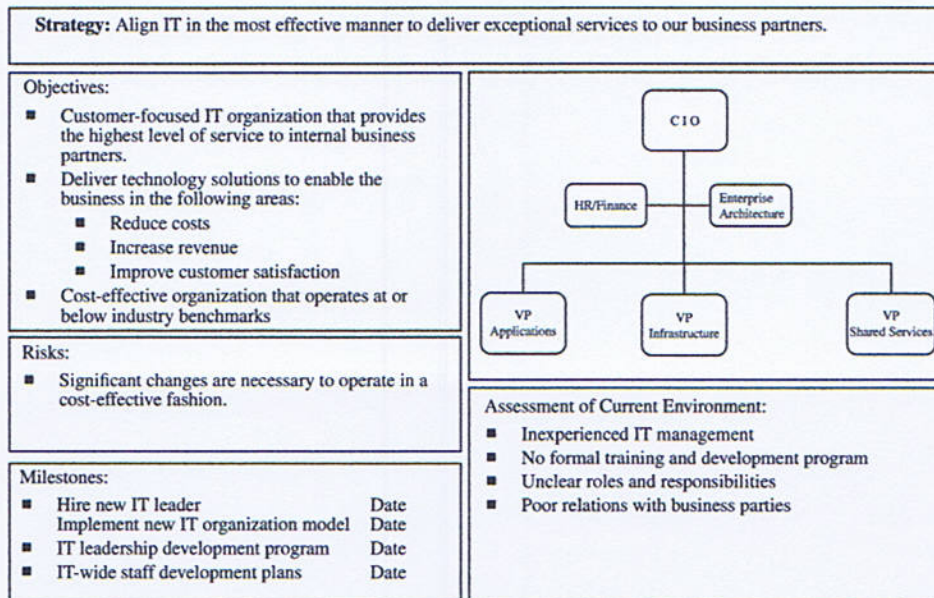 Strategy: Align IT in the most effective manner to deliver exceptional services to our business partners.
Objectives:
■ Customer-focused IT organization that provides
the highest level of service to internal business
partners.
■ Deliver technology solutions to enable the
business in the following areas:
■ Reduce costs
■ Increase revenue
■ Improve customer satisfaction
■ Cost-effective organization that operates at or
below industry benchmarks
Risks:
■ Significant changes are necessary to operate in a
cost-effective fashion.
Milestones:
■ Hire new IT leader Date
Implement new IT organization model Date
■ IT leadership development program Date
■ IT-wide staff development plans Date
CIO
HR/Finance
Enterprise
Architecture
VP
Applications
VP
Infrastructure
VP
Shared Services
Assessment of Current Environment:
■ Inexperienced IT management
■ No formal training and development program
■ Unclear roles and responsibilities
■ Poor relations with business parties